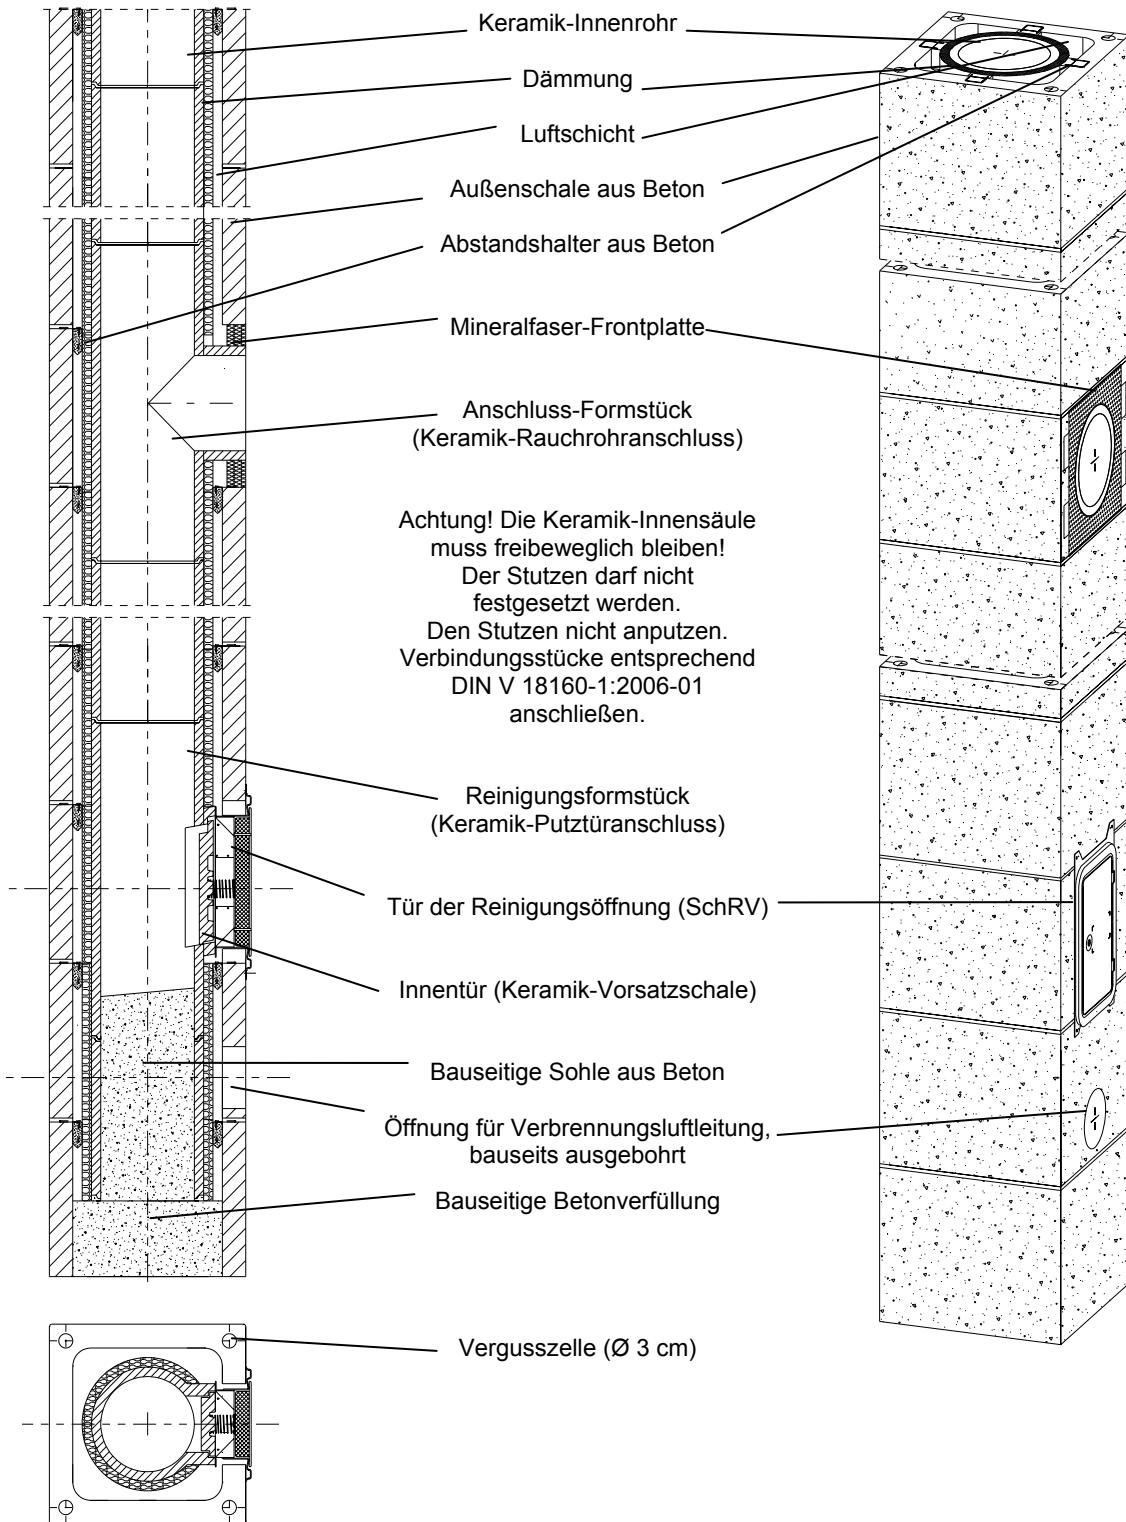 Keramik-Innenrohr
Dämmung
Luftschicht
Außenschale aus Beton
Abstandshalter aus Beton
Mineralfaser-Frontplatte
Anschluss-Formstück
(Keramik-Rauchrohranschluss)
Achtung! Die Keramik-Innensäule
muss freibeweglich bleiben!
Der Stutzen darf nicht
festgesetzt werden.
Den Stutzen nicht anputzen.
Verbindungsstücke entsprechend
DIN V 18160-1:2006-01
anschließen.
Reinigungsformstück
(Keramik-Putztüranschluss)
Tür der Reinigungsöffnung (SchRV)
Innentür (Keramik-Vorsatzschale)
Bauseitige Sohle aus Beton
Öffnung für Verbrennungsluftleitung,
bauseits ausgebohrt
Bauseitige Betonverfüllung
Vergusszelle (Ø 3 cm)